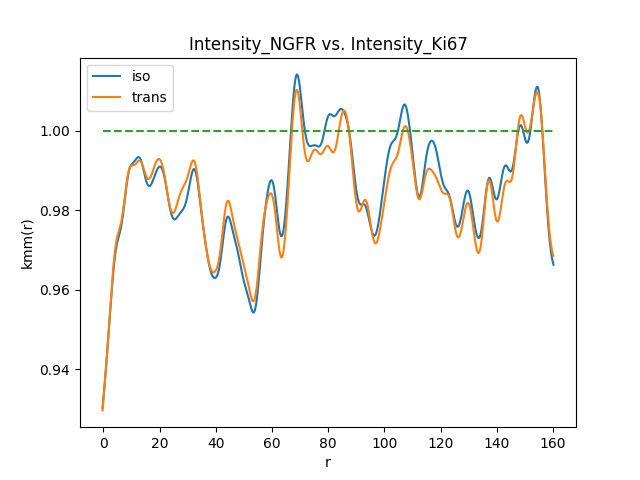 Intensity_NGFR vs. Intensity_Ki67
iso
trans
1.00
0.98
0.96
0.94
kmm(r)
0 20 40 60 80 100 120 140 160
r